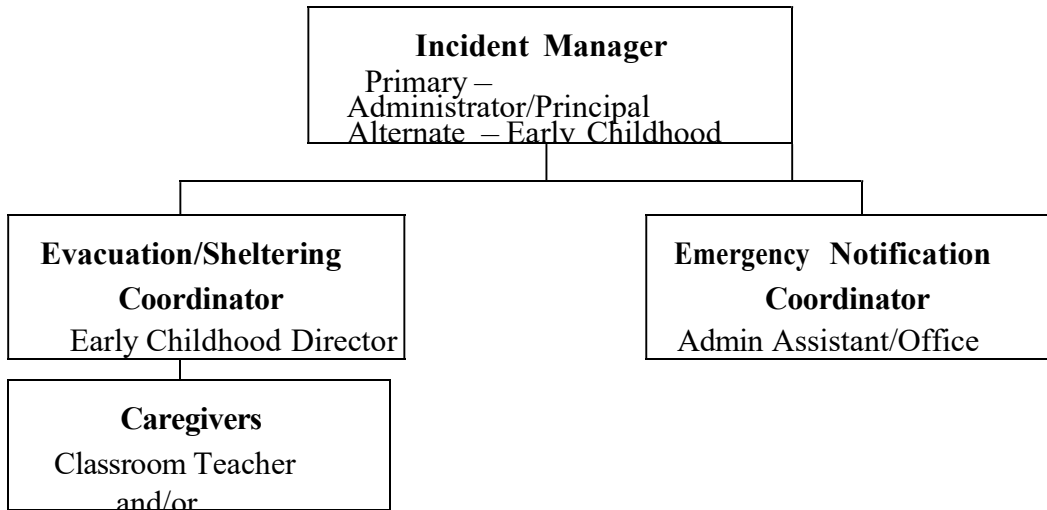 Incident Manager
Primary –
Administrator/Principal
Alternate – Early Childhood
Evacuation/Sheltering
Coordinator
Early Childhood Director
Emergency Notification
Coordinator
Admin Assistant/Office
Caregivers
Classroom Teacher
and/or